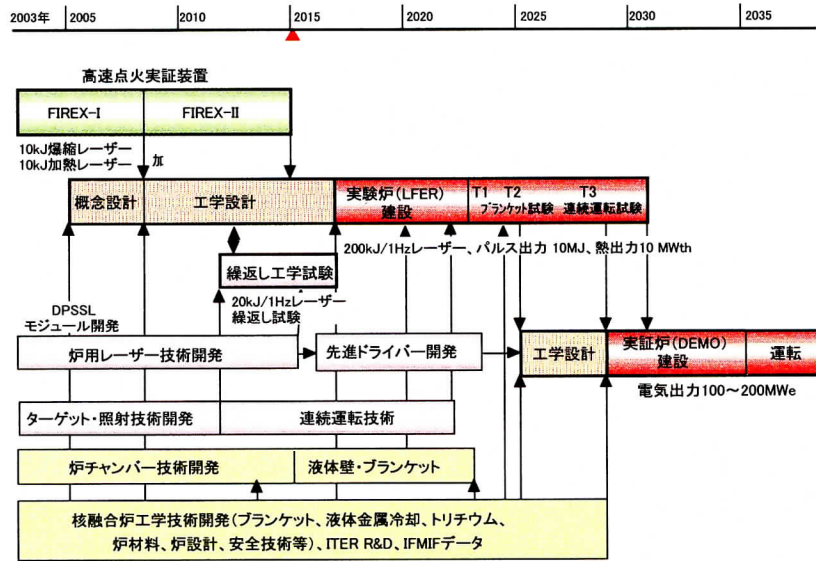 2003年 2005 2010 2015 2020 2025 2030 2035
高速点火実証装置
FIREX-I FIREX-II
10kJ爆縮レーザー
10kJ加熱レーザー
加
概念設計 工学設計 実験炉(LFER) 建設 T1 T2 T3
ブランケット試験 連続運転試験
200kJ/1Hzレーザー、パルス出力 10MJ、熱出力10 MWth
繰返し工学試験
20kJ/1Hzレーザー
繰返し試験
DPSSL
モジュール開発
炉用レーザー技術開発 先進ドライバー開発
工学設計 実証炉(DEMO) 建設 運転
電気出力100～200MWe
ターゲット・照射技術開発 連続運転技術
炉チャンバー技術開発 液体壁・ブランケット
核融合炉工学技術開発(ブランケット、液体金属冷却、トリチウム、
炉材料、炉設計、安全技術等)、ITER R&D、IFMIFデータ